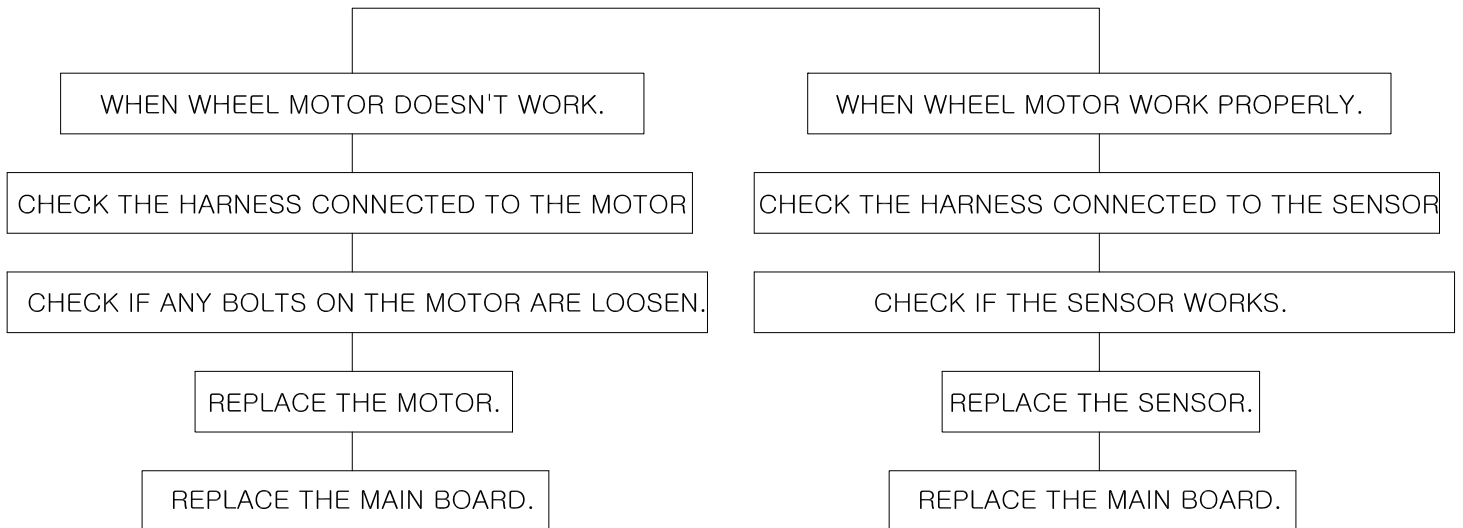 WHEN WHEEL MOTOR DOESN'T WORK.
CHECK THE HARNESS CONNECTED TO THE MOTOR
CHECK IF ANY BOLTS ON THE MOTOR ARE LOOSEN.
REPLACE THE MOTOR.
REPLACE THE MAIN BOARD.
WHEN WHEEL MOTOR WORK PROPERLY.
CHECK THE HARNESS CONNECTED TO THE SENSOR
CHECK IF THE SENSOR WORKS.
REPLACE THE SENSOR.
REPLACE THE MAIN BOARD.